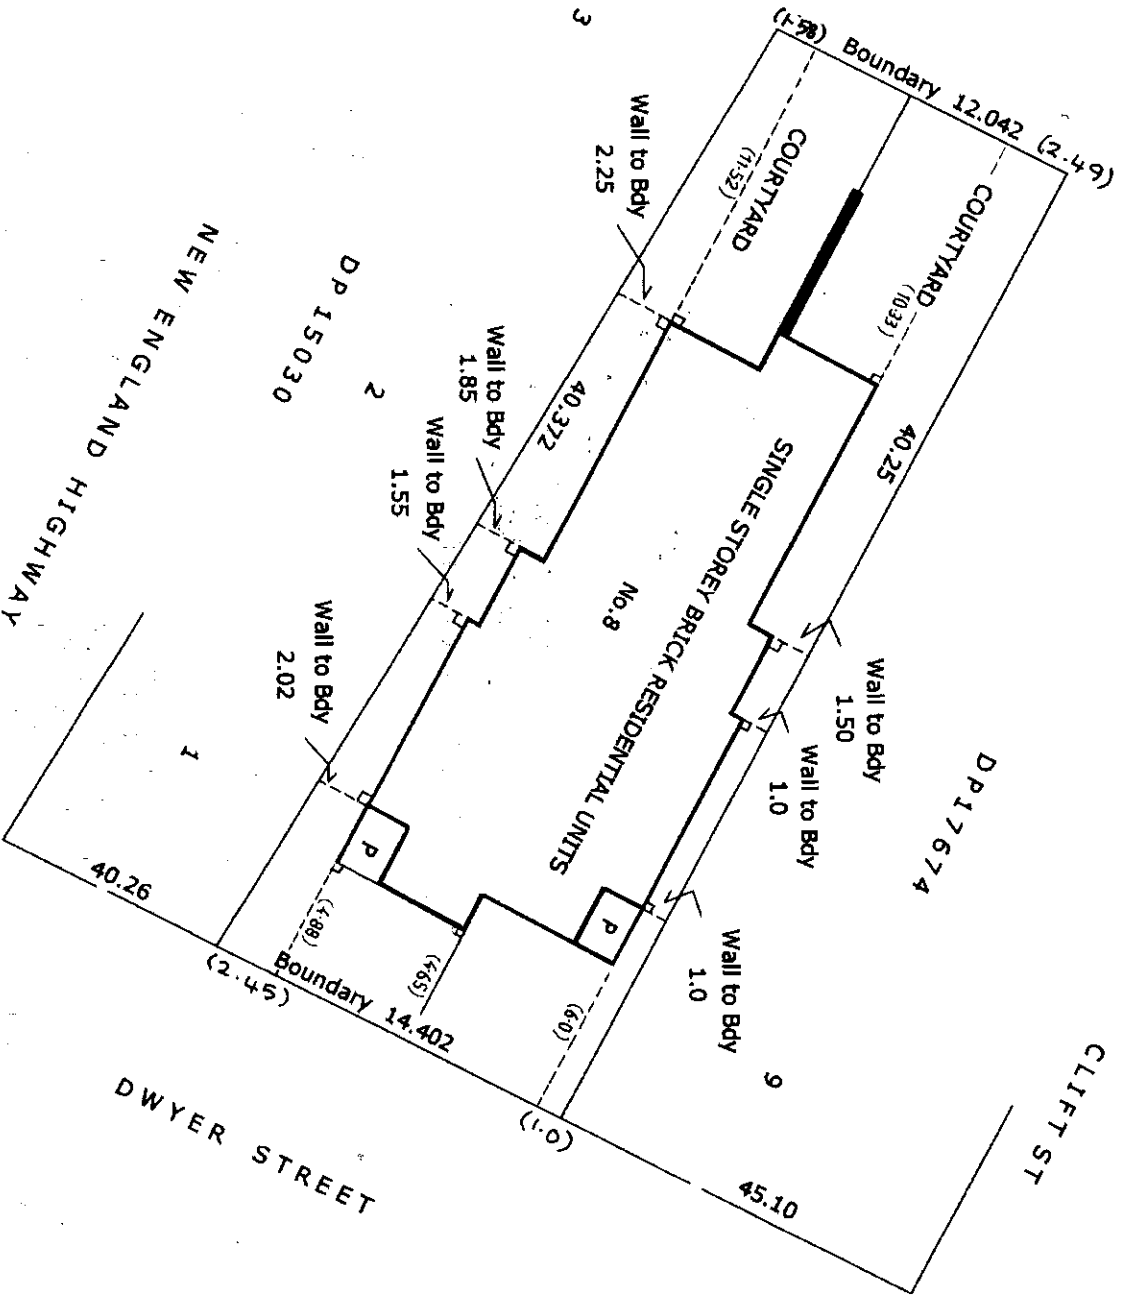 3
(1.58) Boundary 12.042 (2.49)
COURTYARD
(11.52)
COURTYARD
(10.33)
Wall to Bdy
2.25
Wall to Bdy
1.85
Wall to Bdy
1.55
Wall to Bdy
2.02
40.372
40.25
SINGLE STOREY BRICK RESIDENTIAL UNITS
No.8
Wall to Bdy
1.50
Wall to Bdy
1.0
Wall to Bdy
1.0
NEW ENGLAND HIGHWAY
DP 15030
2
1
DP17674
9
CLIFT ST
P
P
(4.88)
(4.65)
(6.0)
40.26
(2.45)
Boundary 14.402
(1.0)
45.10
DWYER STREET